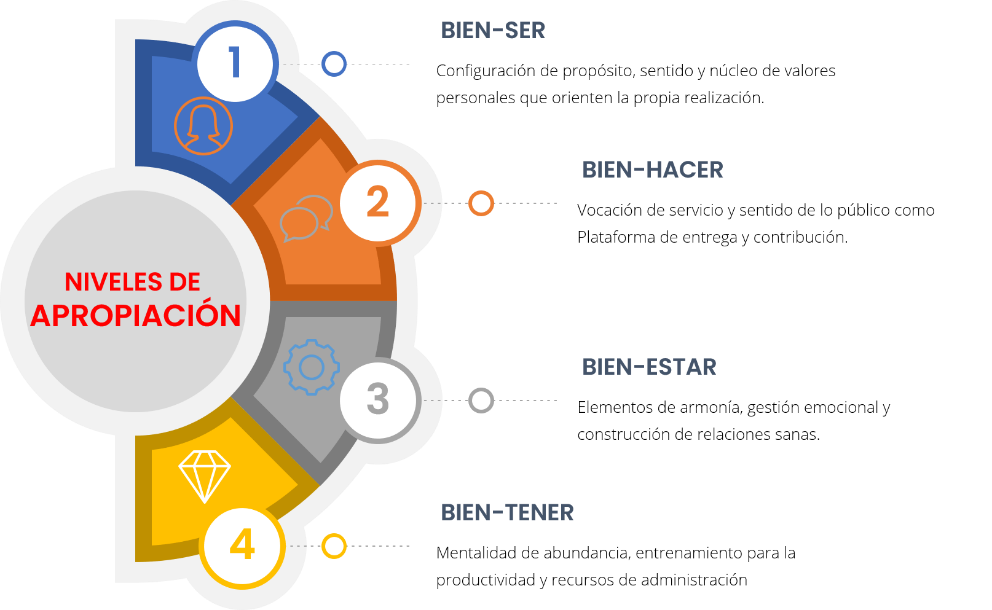 NIVELES DE
APROPIACIÓN
1
BIEN-SER
Configuración de propósito, sentido y núcleo de valores
personales que orienten la propia realización.
2
BIEN-HACER
Vocación de servicio y sentido de lo público como
Plataforma de entrega y contribución.
3
BIEN-ESTAR
Elementos de armonía, gestión emocional y
construcción de relaciones sanas.
4
BIEN-TENER
Mentalidad de abundancia, entrenamiento para la
productividad y recursos de administración